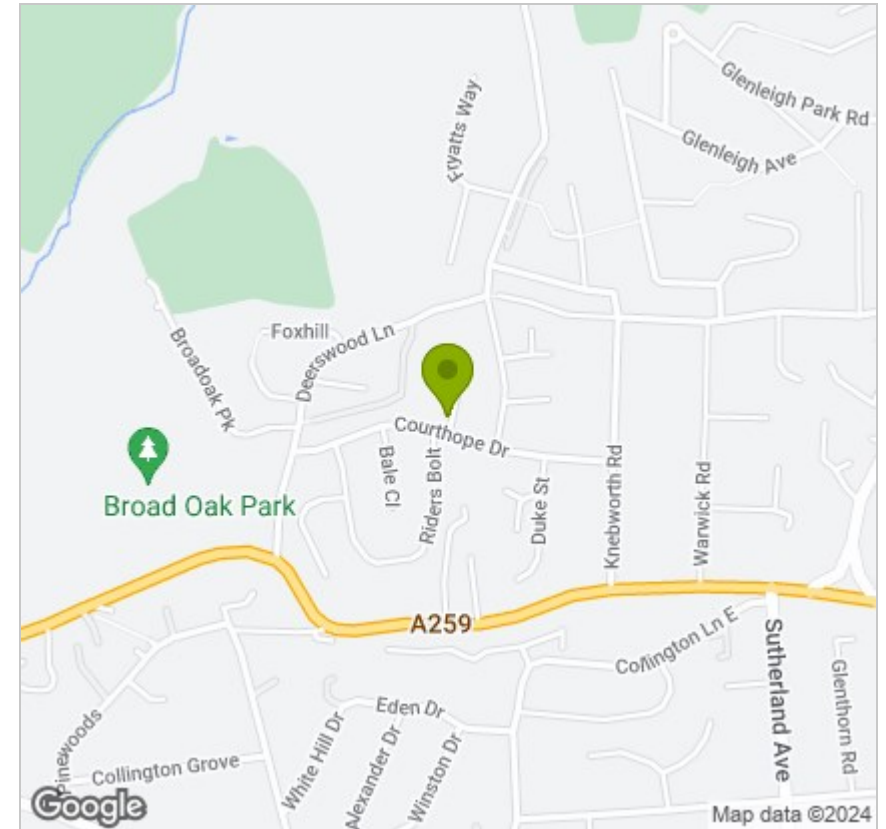 Glenleigh Park Rd
Fryatts Way
Glenleigh Ave
Foxhill
Deerswood Ln
Broadoak Pk
Courthope Dr
Broad Oak Park
Bale Cl
Riders Bolt
Duke St
Knebworth Rd
Warwick Rd
A259
Collington Ln E
Sutherland Ave
Glenthorn Rd
Pinewoods
Eden Dr
White Hill Dr
Alexander Dr
Winston Dr
Collington Grove
Google
Map data ©2024